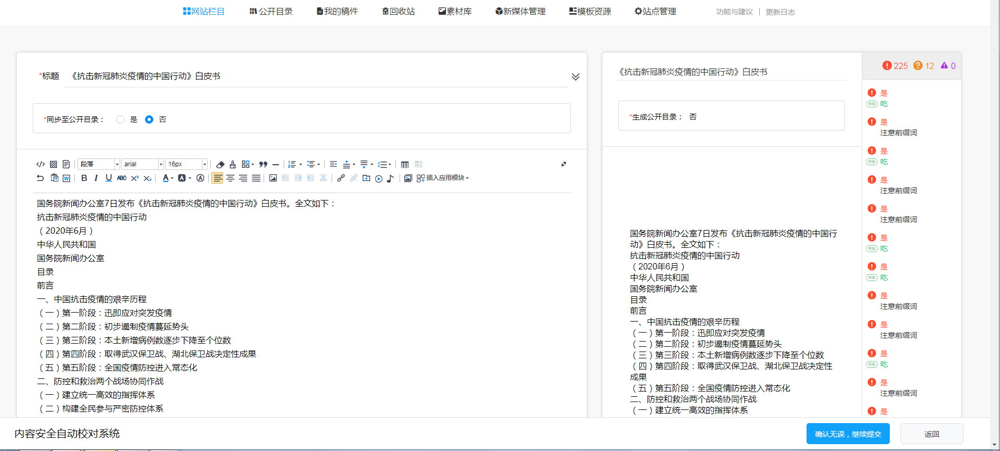 网站栏目 公开目录 我的稿件 回收站 素材库 新媒体管理 模板资源 站点管理 功能与建议 | 更新日志
*标题 《抗击新冠肺炎疫情的中国行动》白皮书
*同步至公开目录： 是 否
段落 arial 16px
B I U ABC X² X₂ A A A 插入应用模块
国务院新闻办公室7日发布《抗击新冠肺炎疫情的中国行动》白皮书。全文如下：
抗击新冠肺炎疫情的中国行动
（2020年6月）
中华人民共和国
国务院新闻办公室
目录
前言
一、中国抗击疫情的艰辛历程
（一）第一阶段：迅即应对突发疫情
（二）第二阶段：初步遏制疫情蔓延势头
（三）第三阶段：本土新增病例数逐步下降至个位数
（四）第四阶段：取得武汉保卫战、湖北保卫战决定性成果
（五）第五阶段：全国疫情防控进入常态化
二、防控和救治两个战场协同作战
（一）建立统一高效的指挥体系
（二）构建全民参与严密防控体系
《抗击新冠肺炎疫情的中国行动》白皮书
*生成公开目录： 否
国务院新闻办公室7日发布《抗击新冠肺炎疫情的中国行
动》白皮书。全文如下：
抗击新冠肺炎疫情的中国行动
（2020年6月）
中华人民共和国
国务院新闻办公室
目录
前言
一、中国抗击疫情的艰辛历程
（一）第一阶段：迅即应对突发疫情
（二）第二阶段：初步遏制疫情蔓延势头
（三）第三阶段：本土新增病例数逐步下降至个位数
（四）第四阶段：取得武汉保卫战、湖北保卫战决定性
成果
（五）第五阶段：全国疫情防控进入常态化
二、防控和救治两个战场协同作战
（一）建立统一高效的指挥体系
225 12 0
是
智能 吃
是
注意前缀词
是
智能 吃
是
注意前缀词
是
注意前缀词
是
智能 吃
是
智能 吃
是
注意前缀词
是
注意前缀词
是
智能 吃
是
注意前缀词
是
内容安全自动校对系统
确认无误，继续提交 返回